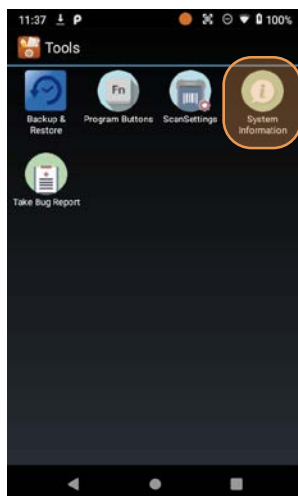 11:37 P 100%
Tools
Fn
Backup & Restore
Program Buttons
ScanSettings
System Information
Take Bug Report